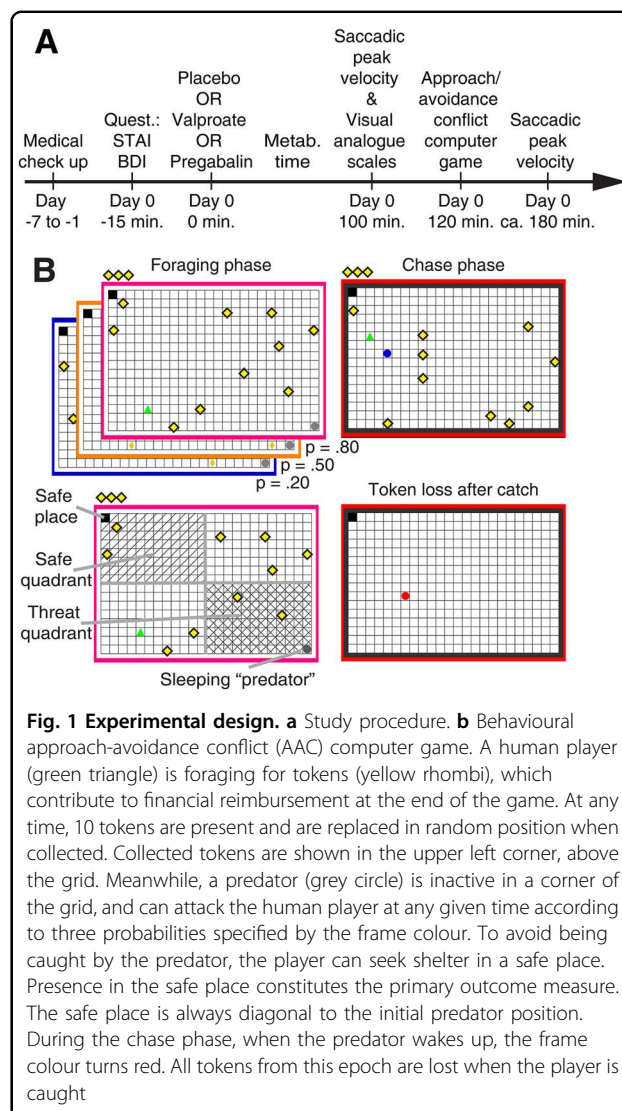 A
Medical
check up
Quest.:
STAI
BDI
Placebo
OR
Valproate
OR
Pregabalin
Metab.
time
Saccadic
peak
velocity
&
Visual
analogue
scales
Approach/
avoidance
conflict
computer
game
Saccadic
peak
velocity
Day
-7 to -1
Day 0
-15 min.
Day 0
0 min.
Day 0
100 min.
Day 0
120 min.
Day 0
ca. 180 min.
B
Foraging phase
Chase phase
p = .80
p = .50
p = .20
Safe
place
Safe
quadrant
Threat
quadrant
Sleeping "predator"
Token loss after catch
Fig. 1 Experimental design. a Study procedure. b Behavioural
approach-avoidance conflict (AAC) computer game. A human player
(green triangle) is foraging for tokens (yellow rhombi), which
contribute to financial reimbursement at the end of the game. At any
time, 10 tokens are present and are replaced in random position when
collected. Collected tokens are shown in the upper left corner, above
the grid. Meanwhile, a predator (grey circle) is inactive in a corner of
the grid, and can attack the human player at any given time according
to three probabilities specified by the frame colour. To avoid being
caught by the predator, the player can seek shelter in a safe place.
Presence in the safe place constitutes the primary outcome measure.
The safe place is always diagonal to the initial predator position.
During the chase phase, when the predator wakes up, the frame
colour turns red. All tokens from this epoch are lost when the player is
caught